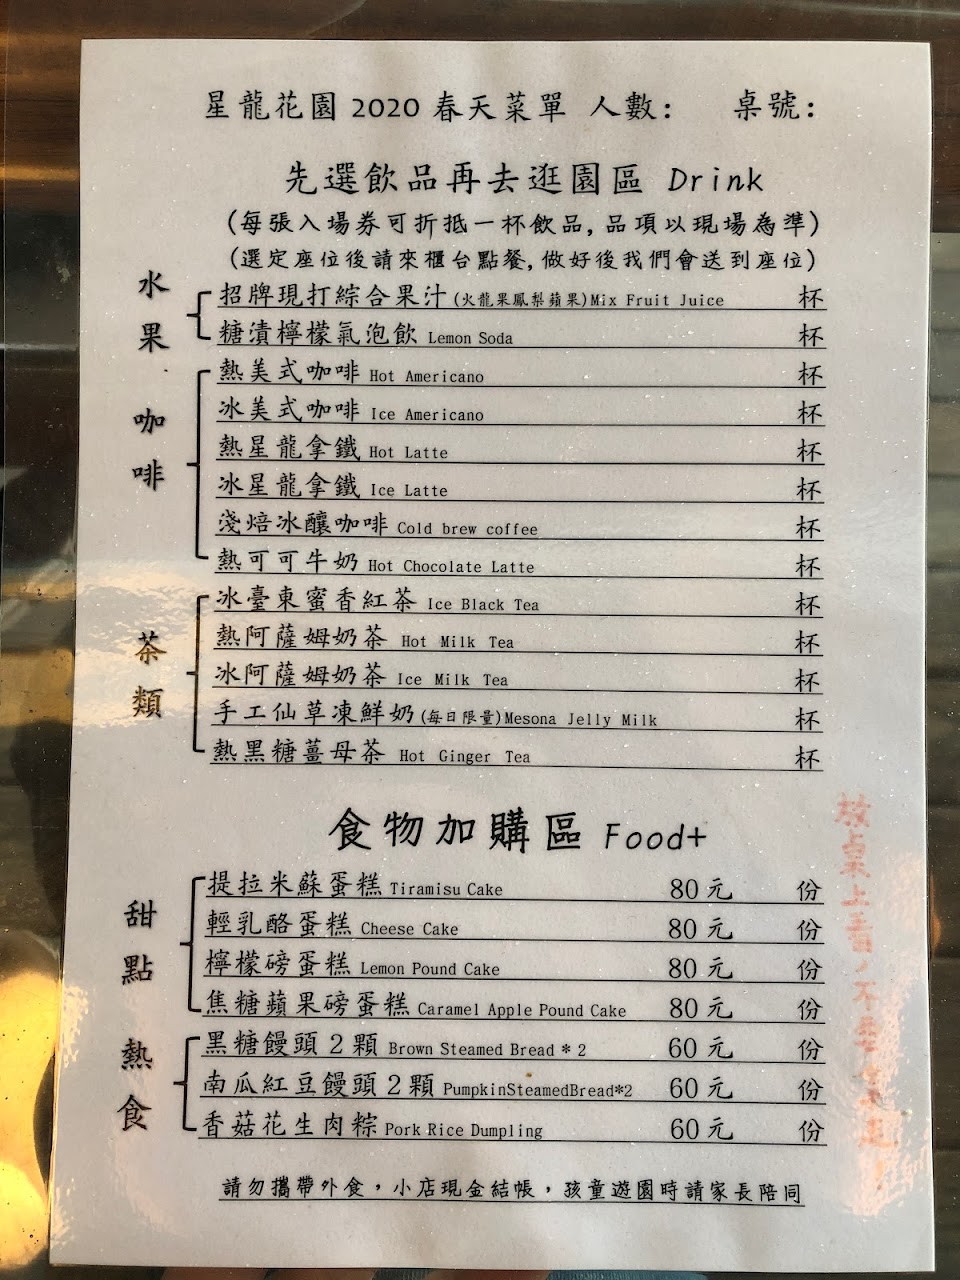 星龍花園 2020 春天菜單 人數: 桌號:
先選飲品再去逛園區 Drink
(每張入場券可折抵一杯飲品,品項以現場為準)
(選定座位後請來櫃台點餐,做好後我們會送到座位)
水果
招牌現打綜合果汁(火龍果鳳梨蘋果)Mix Fruit Juice 杯
糖漬檸檬氣泡飲 Lemon Soda 杯
咖啡
熱美式咖啡 Hot Americano 杯
冰美式咖啡 Ice Americano 杯
熱星龍拿鐵 Hot Latte 杯
冰星龍拿鐵 Ice Latte 杯
淺焙冰釀咖啡 Cold brew coffee 杯
熱可可牛奶 Hot Chocolate Latte 杯
茶類
冰臺東蜜香紅茶 Ice Black Tea 杯
熱阿薩姆奶茶 Hot Milk Tea 杯
冰阿薩姆奶茶 Ice Milk Tea 杯
手工仙草凍鮮奶(每日限量)Mesona Jelly Milk 杯
熱黑糖薑母茶 Hot Ginger Tea 杯
食物加購區 Food+
甜點
提拉米蘇蛋糕 Tiramisu Cake 80元 份
輕乳酪蛋糕 Cheese Cake 80元 份
檸檬磅蛋糕 Lemon Pound Cake 80元 份
焦糖蘋果磅蛋糕 Caramel Apple Pound Cake 80元 份
熱食
黑糖饅頭2顆 Brown Steamed Bread * 2 60元 份
南瓜紅豆饅頭2顆 PumpkinSteamedBread*2 60元 份
香菇花生肉粽 Pork Rice Dumpling 60元 份
請勿攜帶外食,小店現金結帳,孩童遊園時請家長陪同